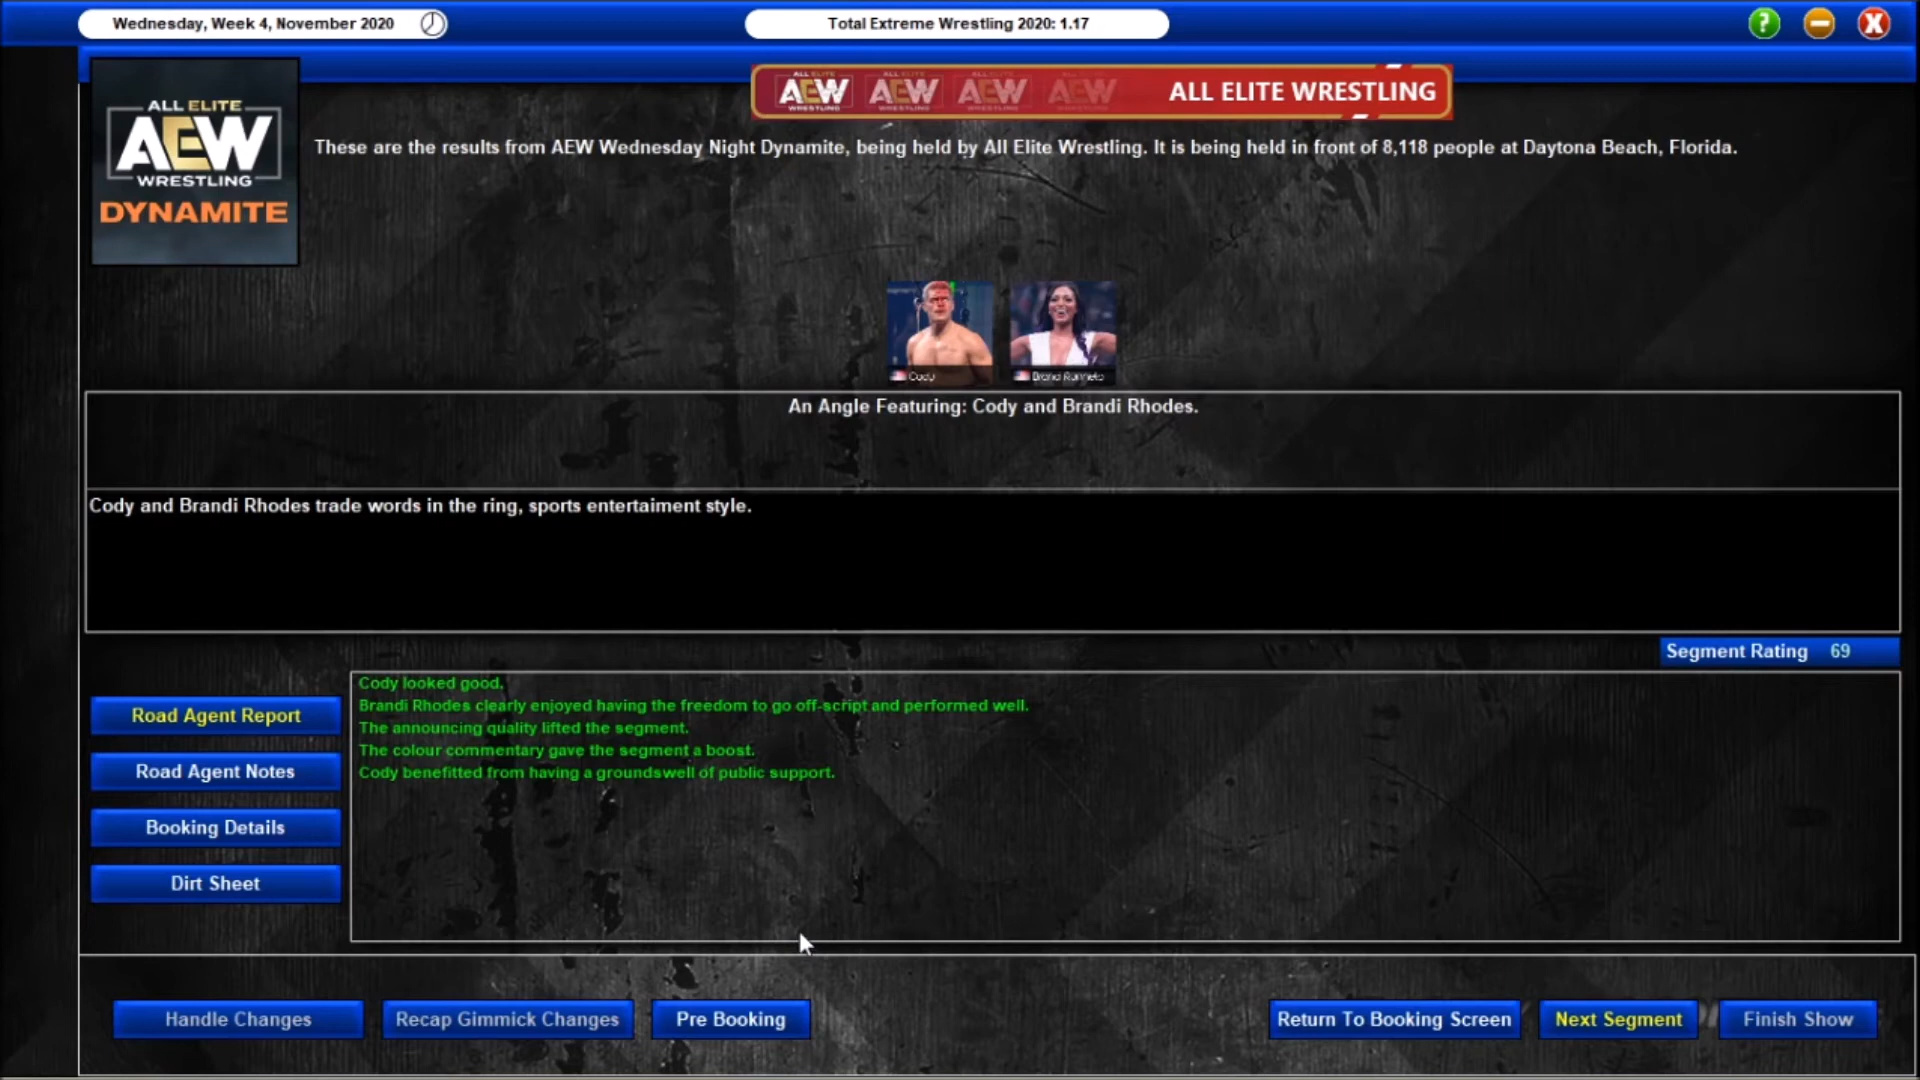 Wednesday, Week 4, November 2020
Total Extreme Wrestling 2020: 1.17
ALL ELITE
AEW
WRESTLING
DYNAMITE
ALL ELITE AEW WRESTLING AEW AEW AEW ALL ELITE WRESTLING
These are the results from AEW Wednesday Night Dynamite, being held by All Elite Wrestling. It is being held in front of 8,118 people at Daytona Beach, Florida.
Cody
An Angle Featuring: Cody and Brandi Rhodes.
Cody and Brandi Rhodes trade words in the ring, sports entertaiment style.
Segment Rating 69
Road Agent Report
Road Agent Notes
Booking Details
Dirt Sheet
Cody looked good.
Brandi Rhodes clearly enjoyed having the freedom to go off-script and performed well.
The announcing quality lifted the segment.
The colour commentary gave the segment a boost.
Cody benefitted from having a groundswell of public support.
Handle Changes
Recap Gimmick Changes
Pre Booking
Return To Booking Screen
Next Segment
Finish Show